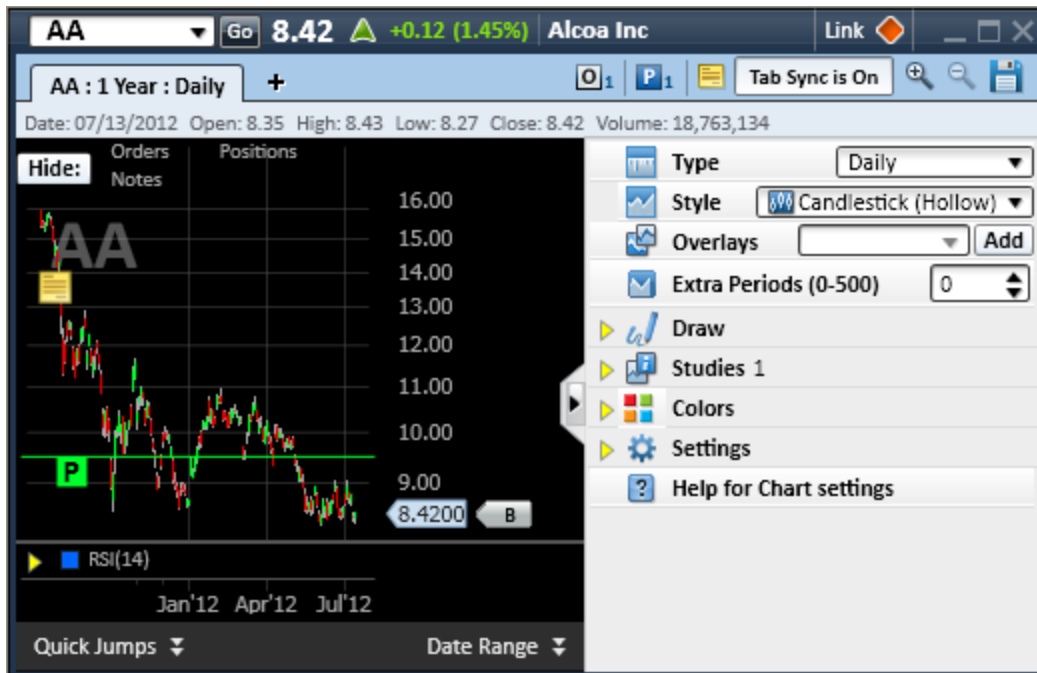 AA Go 8.42 +0.12 (1.45%) Alcoa Inc Link
AA : 1 Year : Daily + O1 P1 Tab Sync is On
Date: 07/13/2012 Open: 8.35 High: 8.43 Low: 8.27 Close: 8.42 Volume: 18,763,134
Hide: Orders Positions
Notes
AA
16.00
15.00
14.00
13.00
12.00
11.00
10.00
P
9.00
8.4200 B
RSI(14)
Jan'12 Apr'12 Jul'12
Quick Jumps Date Range
Type Daily
Style Candlestick (Hollow)
Overlays Add
Extra Periods (0-500) 0
Draw
Studies 1
Colors
Settings
? Help for Chart settings